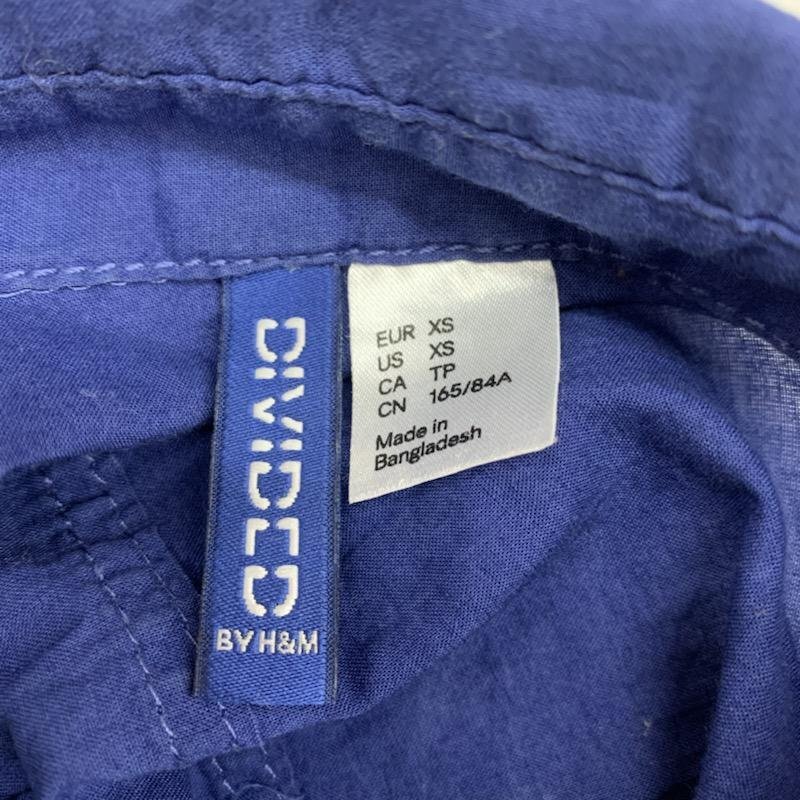 DIVIDED
BY H&M
EUR XS
US XS
CA TP
CN 165/84A
Made in
Bangladesh